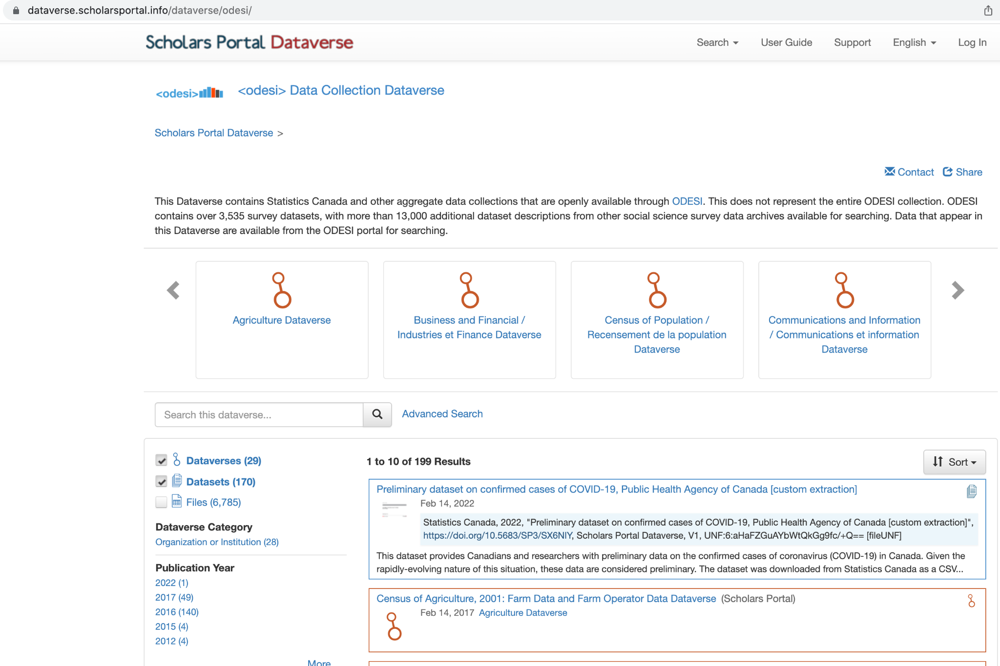 dataverse.scholarsportal.info/dataverse/odesi/
Scholars Portal Dataverse
Search
User Guide
Support
English
Log In
<odesi>
<odesi> Data Collection Dataverse
Scholars Portal Dataverse >
Contact
Share
This Dataverse contains Statistics Canada and other aggregate data collections that are openly available through ODESI. This does not represent the entire ODESI collection. ODESI
contains over 3,535 survey datasets, with more than 13,000 additional dataset descriptions from other social science survey data archives available for searching. Data that appear in
this Dataverse are available from the ODESI portal for searching.
Agriculture Dataverse
Business and Financial /
Industries et Finance Dataverse
Census of Population /
Recensement de la population
Dataverse
Communications and Information
/ Communications et information
Dataverse
Search this dataverse...
Advanced Search
Dataverses (29)
Datasets (170)
Files (6,785)
Dataverse Category
Organization or Institution (28)
Publication Year
2022 (1)
2017 (49)
2016 (140)
2015 (4)
2012 (4)
More
1 to 10 of 199 Results
Sort
Preliminary dataset on confirmed cases of COVID-19, Public Health Agency of Canada [custom extraction]
Feb 14, 2022
Statistics Canada, 2022, "Preliminary dataset on confirmed cases of COVID-19, Public Health Agency of Canada [custom extraction]",
https://doi.org/10.5683/SP3/SX6NIY, Scholars Portal Dataverse, V1, UNF:6:aHaFZGuAYbWtQkGg9fc/+Q== [fileUNF]
This dataset provides Canadians and researchers with preliminary data on the confirmed cases of coronavirus (COVID-19) in Canada. Given the
rapidly-evolving nature of this situation, these data are considered preliminary. The dataset was downloaded from Statistics Canada as a CSV...
Census of Agriculture, 2001: Farm Data and Farm Operator Data Dataverse (Scholars Portal)
Feb 14, 2017 Agriculture Dataverse